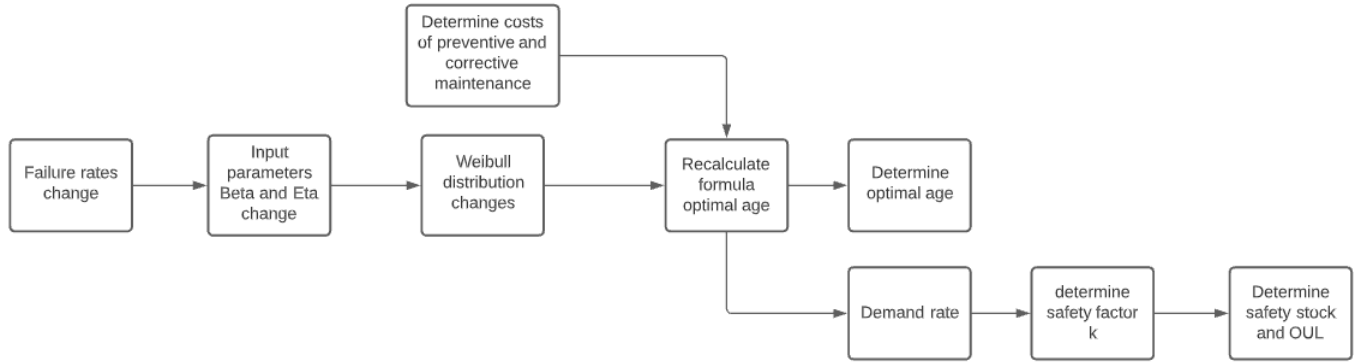 Determine costs
of preventive and
corrective
maintenance
Failure rates
change
Input
parameters
Beta and Eta
change
Weibull
distribution
changes
Recalculate
formula
optimal age
Determine
optimal age
Demand rate
determine
safety factor
k
Determine
safety stock
and OUL